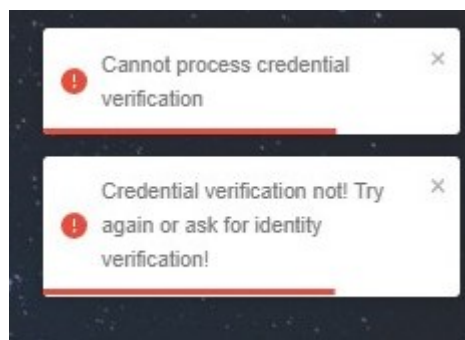 Cannot process credential
verification
Credential verification not! Try
again or ask for identity
verification!